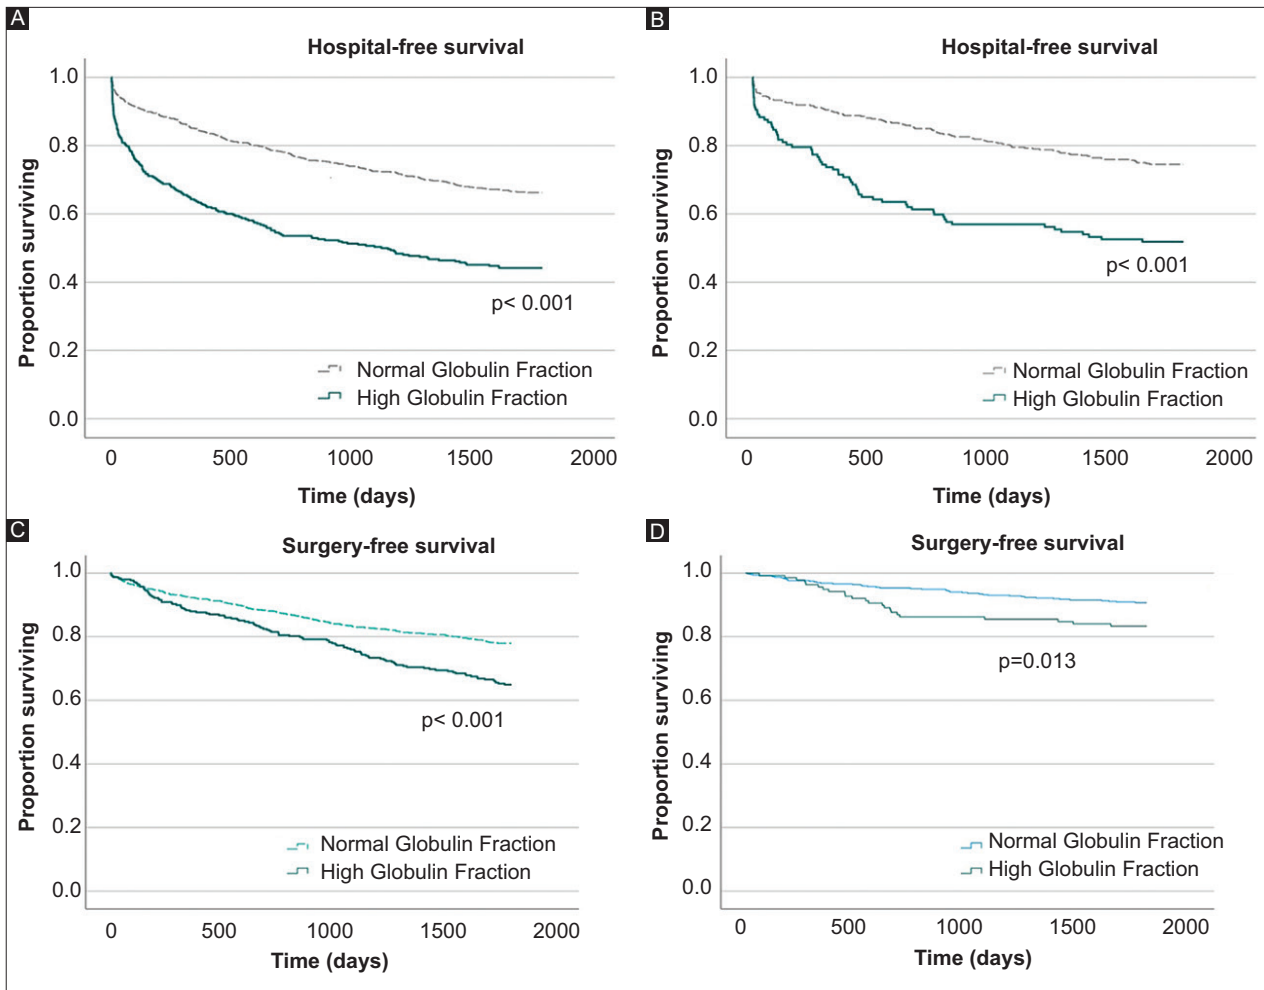 A
Hospital-free survival
Proportion surviving
1.0
0.8
0.6
0.4
0.2
0.0
p< 0.001
Normal Globulin Fraction
High Globulin Fraction
0 500 1000 1500 2000
Time (days)
B
Hospital-free survival
Proportion surviving
1.0
0.8
0.6
0.4
0.2
0.0
p< 0.001
Normal Globulin Fraction
High Globulin Fraction
0 500 1000 1500 2000
Time (days)
C
Surgery-free survival
Proportion surviving
1.0
0.8
0.6
0.4
0.2
0.0
p< 0.001
Normal Globulin Fraction
High Globulin Fraction
0 500 1000 1500 2000
Time (days)
D
Surgery-free survival
Proportion surviving
1.0
0.8
0.6
0.4
0.2
0.0
p=0.013
Normal Globulin Fraction
High Globulin Fraction
0 500 1000 1500 2000
Time (days)